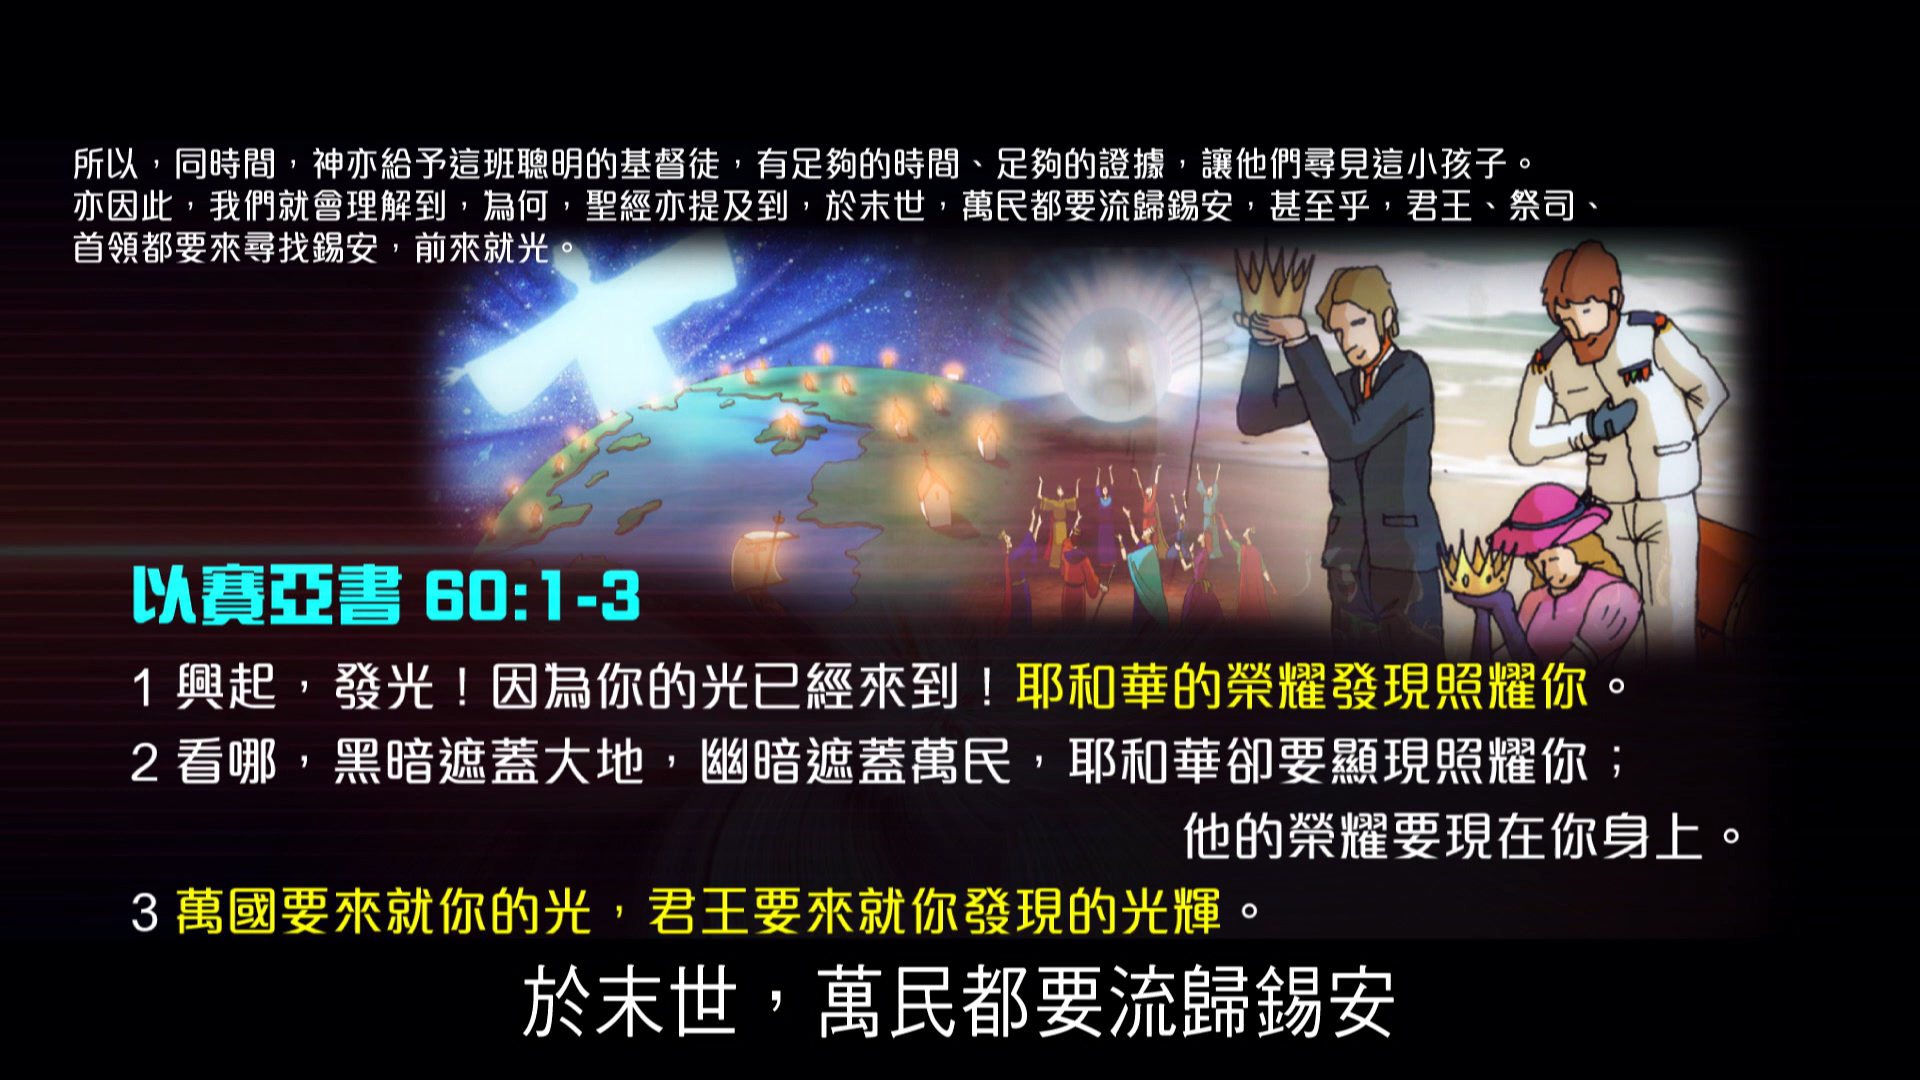 所以，同時間，神亦給予這班聰明的基督徒，有足夠的時間、足夠的證據，讓他們尋見這小孩子。
亦因此，我們就會理解到，為何，聖經亦提及到，於末世，萬民都要流歸錫安，甚至乎，君王、祭司、
首領都要來尋找錫安，前來就光。
以賽亞書 60:1-3
1 興起，發光！因為你的光已經來到！耶和華的榮耀發現照耀你。
2 看哪，黑暗遮蓋大地，幽暗遮蓋萬民，耶和華卻要顯現照耀你；
他的榮耀要現在你身上。
3 萬國要來就你的光，君王要來就你發現的光輝。
於末世，萬民都要流歸錫安